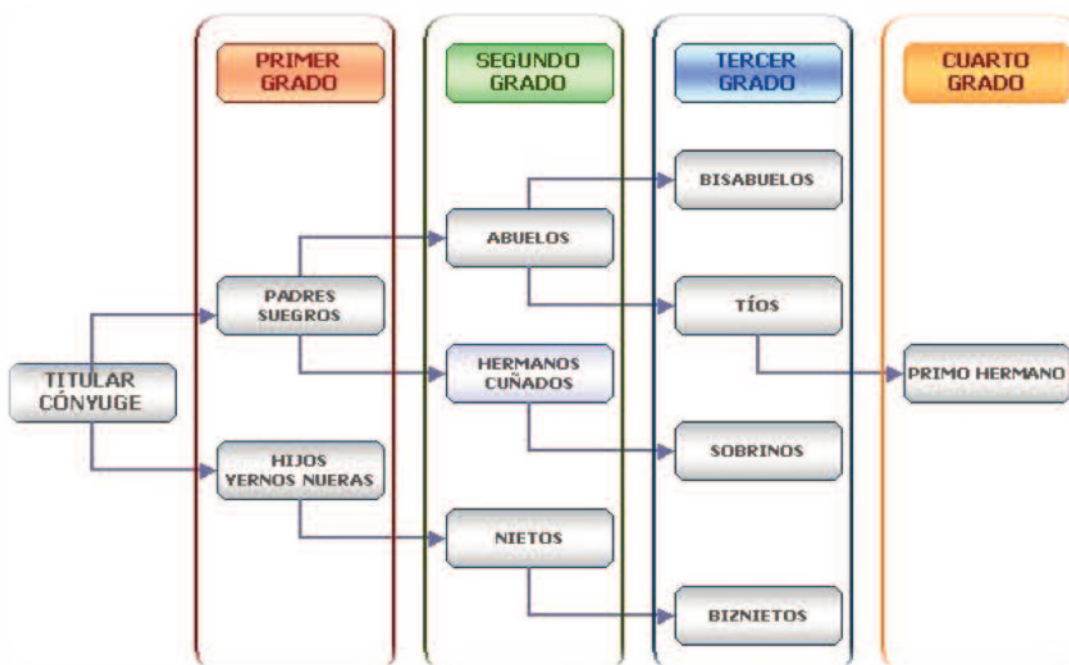 PRIMER
GRADO
SEGUNDO
GRADO
TERCER
GRADO
CUARTO
GRADO
TITULAR
CÓNYUGE
PADRES
SUEGROS
HIJOS
YERNOS NUERAS
ABUELOS
HERMANOS
CUÑADOS
NIETOS
BISABUELOS
TÍOS
SOBRINOS
BIZNIETOS
PRIMO HERMANO